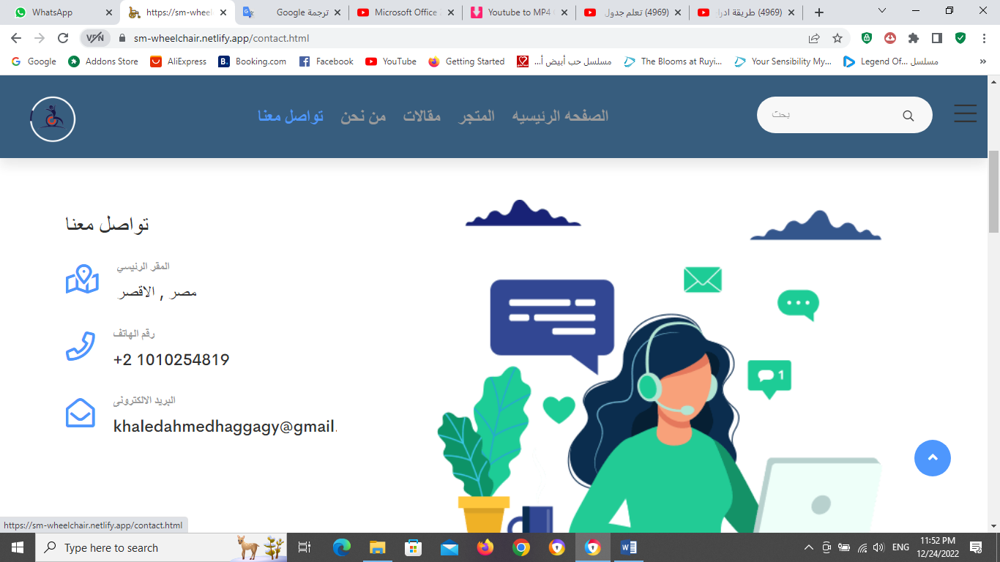 WhatsApp
https://sm-wheel
ترجمة Google
Microsoft Office
Youtube to MP4
(4969) تعلم جدول
(4969) طريقة ادرا
VPN
sm-wheelchair.netlify.app/contact.html
Google
Addons Store
AliExpress
Booking.com
Facebook
YouTube
Getting Started
مسلسل حب أبيض أ...
The Blooms at Ruyi...
Your Sensibility My...
مسلسل Legend Of...
الصفحه الرئيسيه
المتجر
مقالات
من نحن
تواصل معنا
بحث
تواصل معنا
المقر الرئيسي
مصر , الاقصر
رقم الهاتف
+2 1010254819
البريد الالكترونى
khaledahmedhaggagy@gmail.
1
https://sm-wheelchair.netlify.app/contact.html
Type here to search
ENG
11:52 PM
12/24/2022